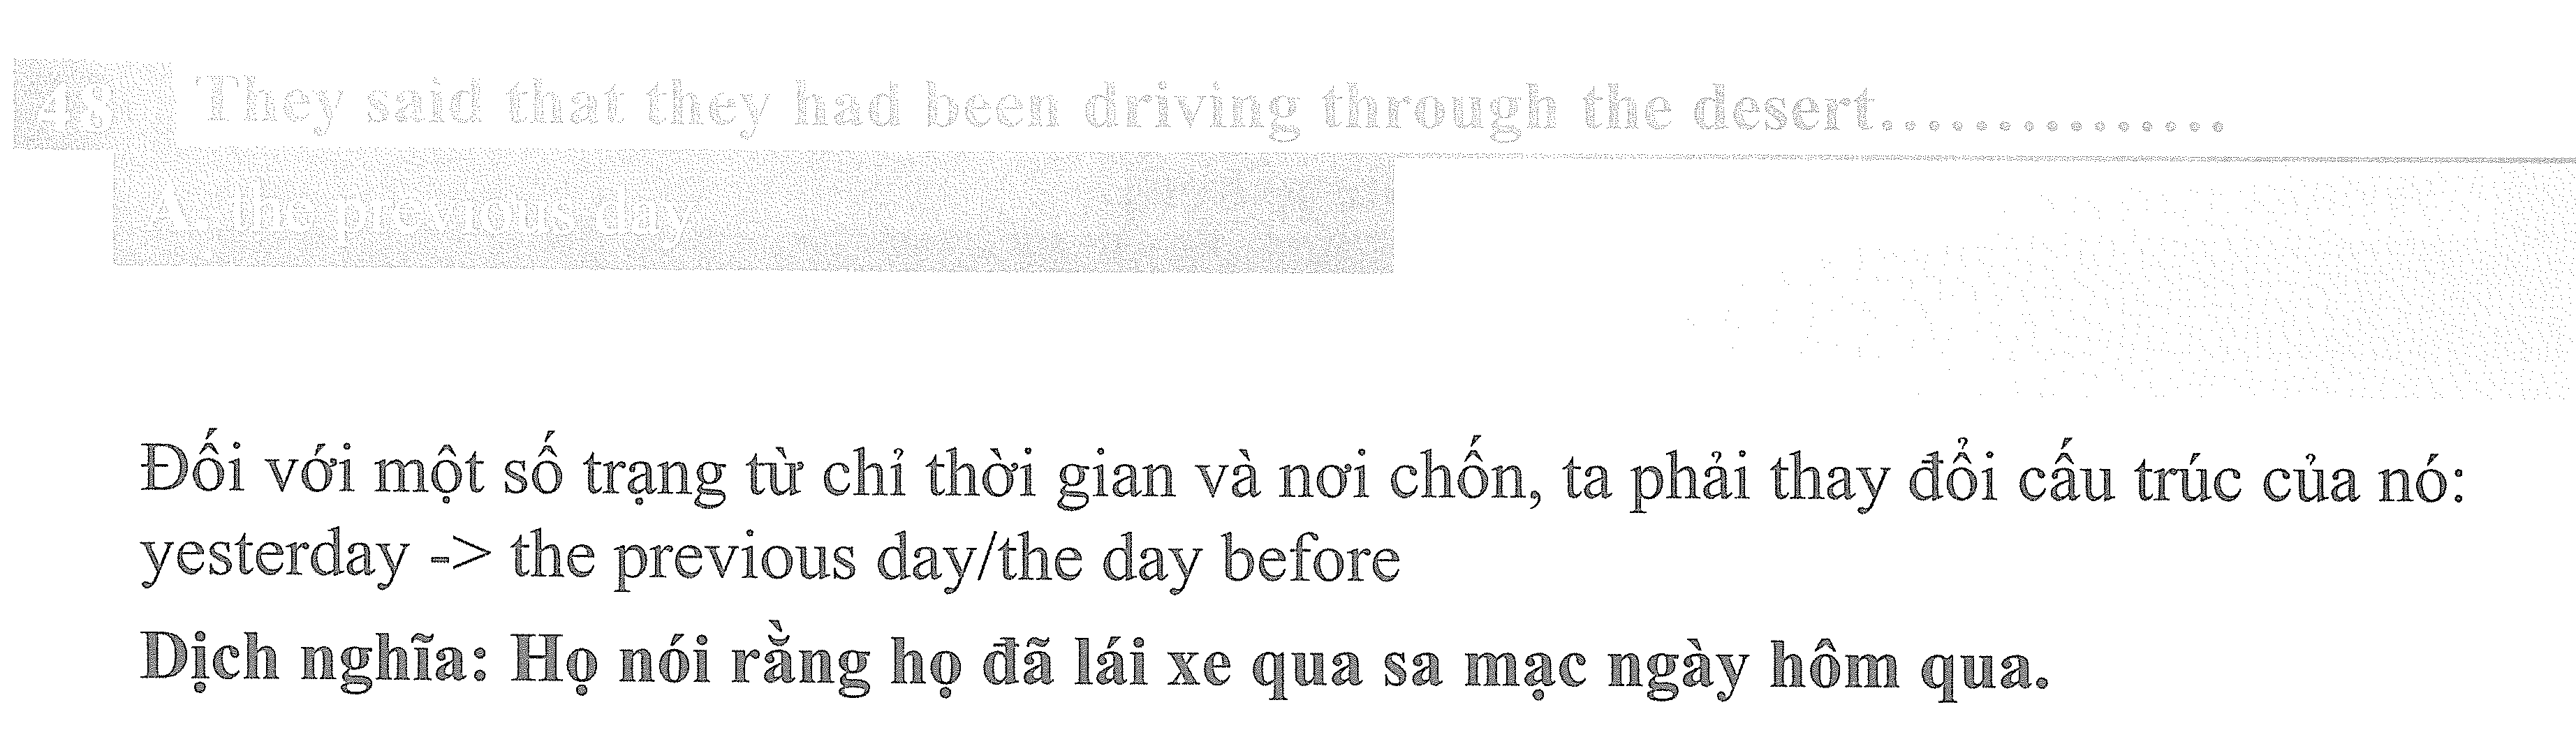 48 They said that they had been driving through the desert...............
A. the previous day
Đối với một số trạng từ chỉ thời gian và nơi chốn, ta phải thay đổi cấu trúc của nó:
yesterday -> the previous day/the day before
Dịch nghĩa: Họ nói rằng họ đã lái xe qua sa mạc ngày hôm qua.